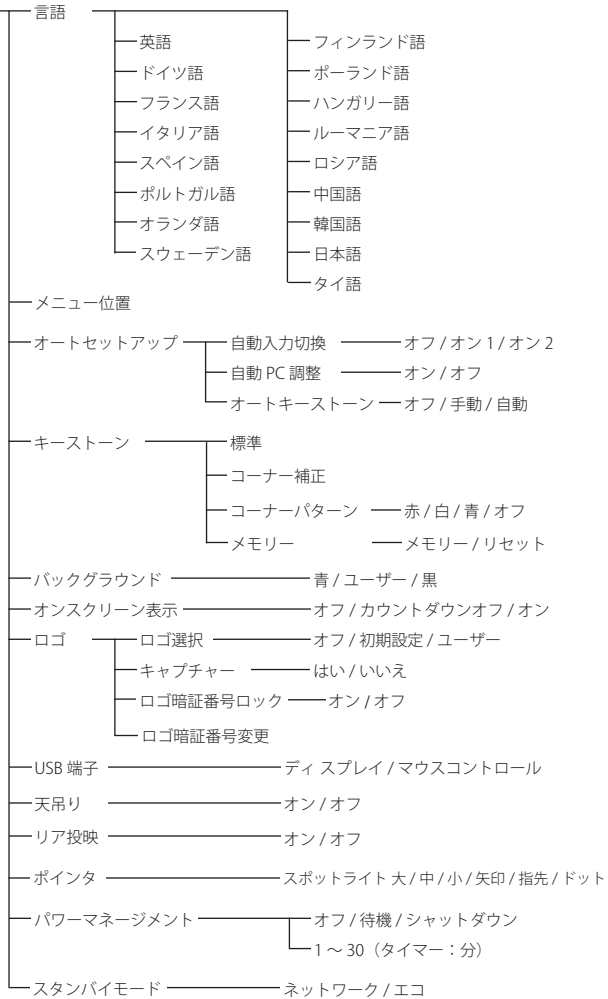 言語
英語
ドイツ語
フランス語
イタリア語
スペイン語
ポルトガル語
オランダ語
スウェーデン語
フィンランド語
ポーランド語
ハンガリー語
ルーマニア語
ロシア語
中国語
韓国語
日本語
タイ語
メニュー位置
オートセットアップ 自動入力切換 オフ / オン 1 / オン 2
自動 PC 調整 オン / オフ
オートキーストーン オフ / 手動 / 自動
キーストーン 標準
コーナー補正
コーナーパターン 赤 / 白 / 青 / オフ
メモリー メモリー / リセット
バックグラウンド 青 / ユーザー / 黒
オンスクリーン表示 オフ / カウントダウンオフ / オン
ロゴ ロゴ選択 オフ / 初期設定 / ユーザー
キャプチャー はい / いいえ
ロゴ暗証番号ロック オン / オフ
ロゴ暗証番号変更
USB 端子 ディ スプレイ / マウスコントロール
天吊り オン / オフ
リア投映 オン / オフ
ポインタ スポットライト 大 / 中 / 小 / 矢印 / 指先 / ドット
パワーマネージメント オフ / 待機 / シャットダウン
1 ～ 30（タイマー：分）
スタンバイモード ネットワーク / エコ